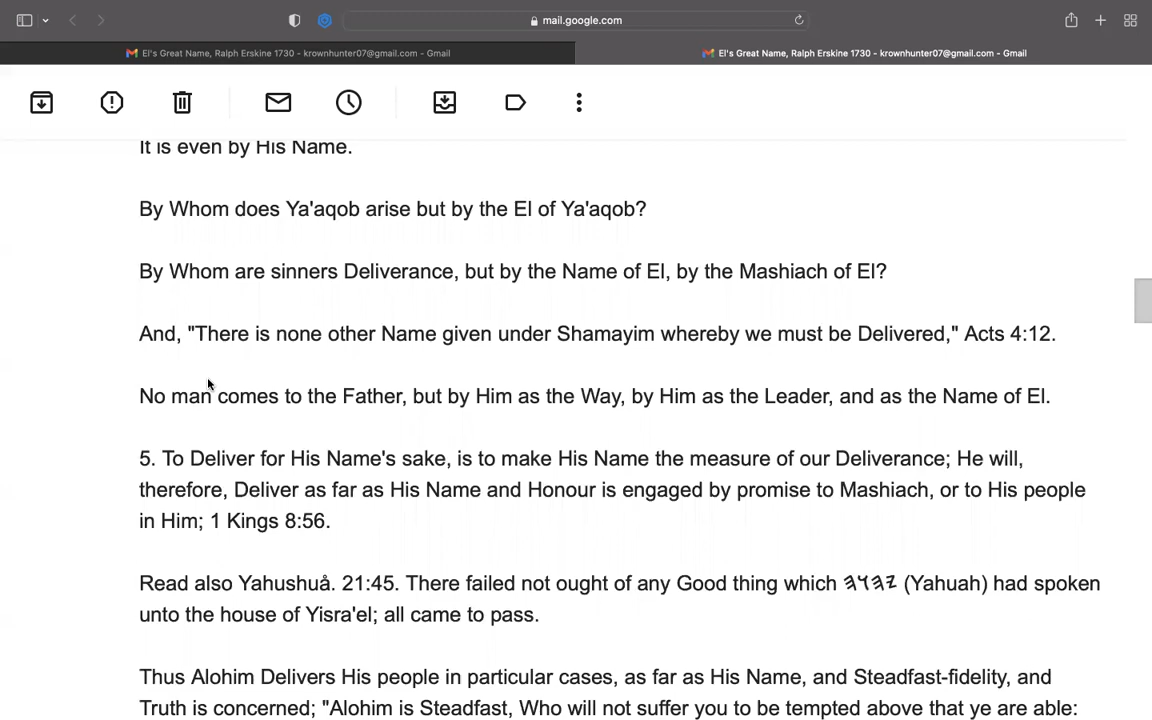 mail.google.com
El's Great Name, Ralph Erskine 1730 - krownhunter07@gmail.com - Gmail
El's Great Name, Ralph Erskine 1730 - krownhunter07@gmail.com - Gmail
It is even by His Name.
By Whom does Ya'aqob arise but by the El of Ya'aqob?
By Whom are sinners Deliverance, but by the Name of El, by the Mashiach of El?
And, "There is none other Name given under Shamayim whereby we must be Delivered," Acts 4:12.
No man comes to the Father, but by Him as the Way, by Him as the Leader, and as the Name of El.
5. To Deliver for His Name's sake, is to make His Name the measure of our Deliverance; He will,
therefore, Deliver as far as His Name and Honour is engaged by promise to Mashiach, or to His people
in Him; 1 Kings 8:56.
Read also Yahushuå. 21:45. There failed not ought of any Good thing which 𐤉𐤄𐤅𐤄 (Yahuah) had spoken
unto the house of Yisra'el; all came to pass.
Thus Alohim Delivers His people in particular cases, as far as His Name, and Steadfast-fidelity, and
Truth is concerned; "Alohim is Steadfast, Who will not suffer you to be tempted above that ye are able: